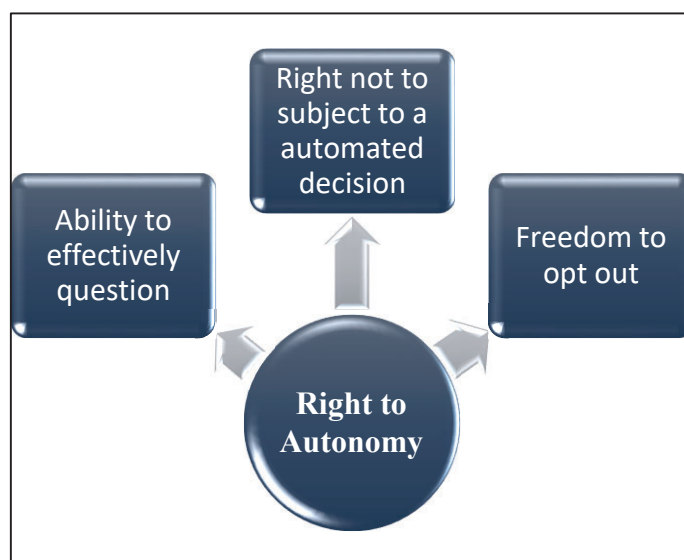 Right not to
subject to a
automated
decision
Ability to
effectively
question
Freedom to
opt out
Right to
Autonomy